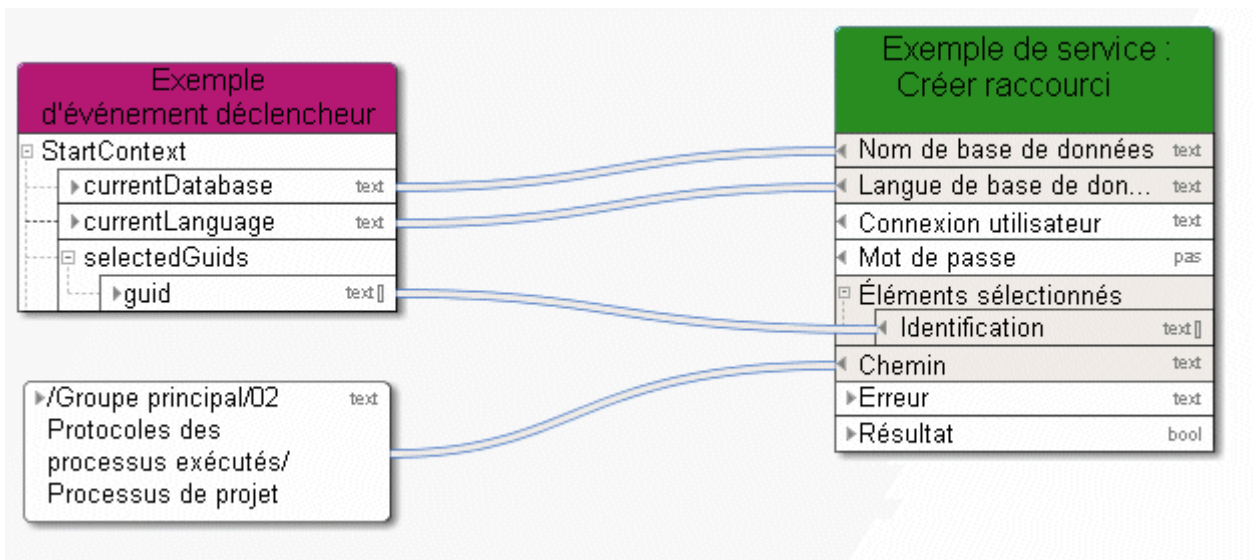 Exemple
d'événement déclencheur
StartContext
currentDatabase text
currentLanguage text
selectedGuids
guid text[]
/Groupe principal/02 text
Protocoles des
processus exécutés/
Processus de projet
Exemple de service :
Créer raccourci
Nom de base de données text
Langue de base de don... text
Connexion utilisateur text
Mot de passe pas
Éléments sélectionnés
Identification text[]
Chemin text
Erreur text
Résultat bool